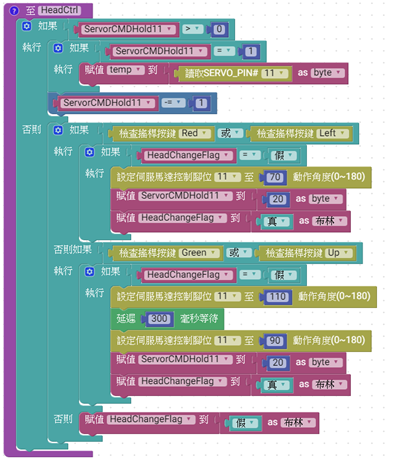 至 HeadCtrl
如果 ServorCMDHold11 > 0
執行 如果 ServorCMDHold11 = 1
執行 賦值 temp 到 讀取SERVO_PIN# 11 as byte
ServorCMDHold11 -= 1
否則 如果 檢查搖桿按鍵 Red 或 檢查搖桿按鍵 Left
執行 如果 HeadChangeFlag = 假
執行 設定伺服馬達控制腳位 11 至 70 動作角度(0~180)
賦值 ServorCMDHold11 到 20 as byte
賦值 HeadChangeFlag 到 真 as 布林
否則如果 檢查搖桿按鍵 Green 或 檢查搖桿按鍵 Up
執行 如果 HeadChangeFlag = 假
執行 設定伺服馬達控制腳位 11 至 110 動作角度(0~180)
延遲 300 毫秒等待
設定伺服馬達控制腳位 11 至 90 動作角度(0~180)
賦值 ServorCMDHold11 到 20 as byte
賦值 HeadChangeFlag 到 真 as 布林
否則 賦值 HeadChangeFlag 到 假 as 布林